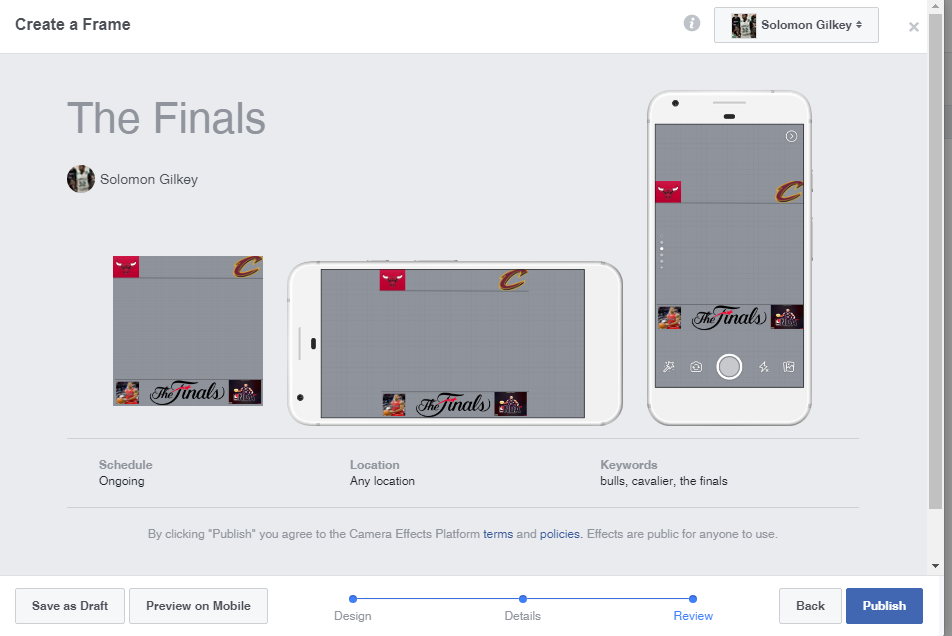 Create a Frame
Solomon Gilkey
The Finals
Solomon Gilkey
C
The Finals
C
The Finals
C
The Finals
Schedule
Ongoing
Location
Any location
Keywords
bulls, cavalier, the finals
By clicking "Publish" you agree to the Camera Effects Platform terms and policies. Effects are public for anyone to use.
Save as Draft
Preview on Mobile
Design
Details
Review
Back
Publish